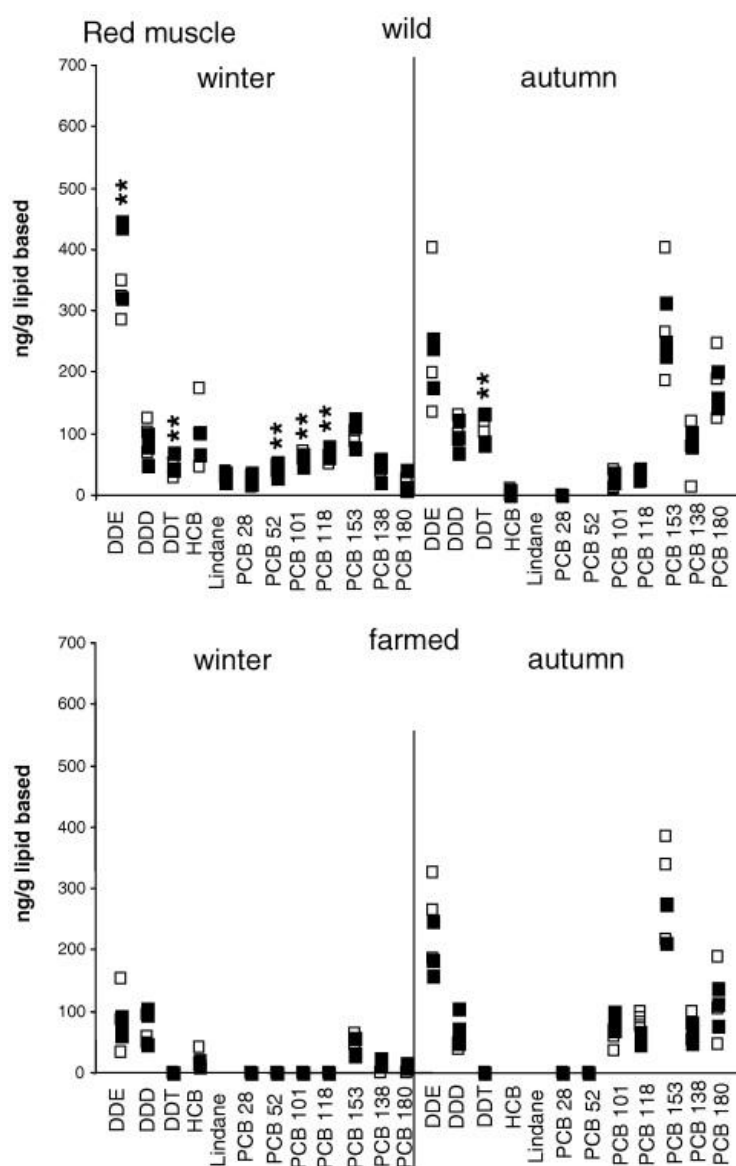 Red muscle wild
winter autumn
700
600
500
400
300
200
100
0
ng/g lipid based
**
**
**
**
**
**
DDE
DDD
DDT
HCB
Lindane
PCB 28
PCB 52
PCB 101
PCB 118
PCB 153
PCB 138
PCB 180
DDE
DDD
DDT
HCB
Lindane
PCB 28
PCB 52
PCB 101
PCB 118
PCB 153
PCB 138
PCB 180
farmed
winter autumn
700
600
500
400
300
200
100
0
ng/g lipid based
DDE
DDD
DDT
HCB
Lindane
PCB 28
PCB 52
PCB 101
PCB 118
PCB 153
PCB 138
PCB 180
DDE
DDD
DDT
HCB
Lindane
PCB 28
PCB 52
PCB 101
PCB 118
PCB 153
PCB 138
PCB 180